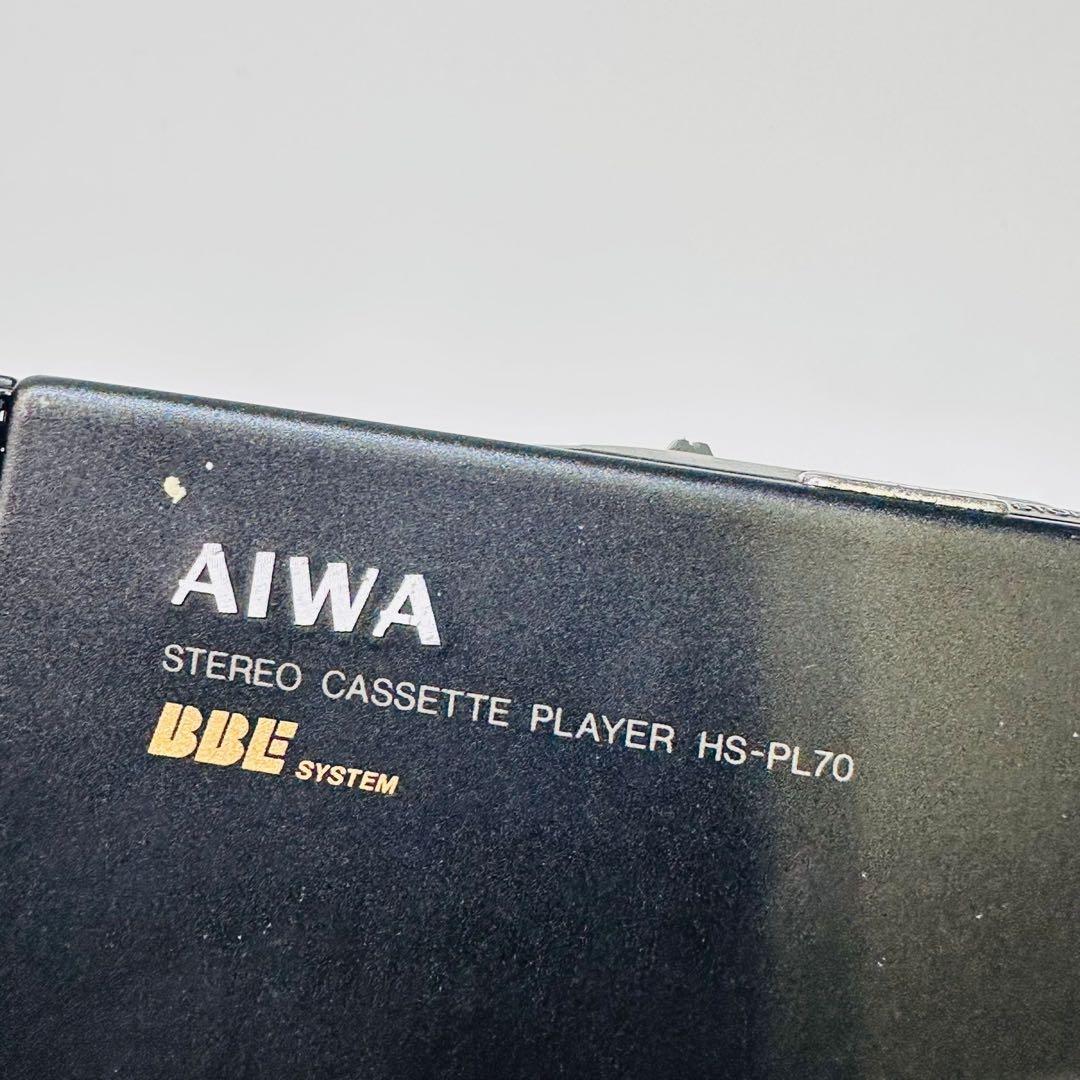 AIWA
STEREO CASSETTE PLAYER HS-PL70
BBE SYSTEM